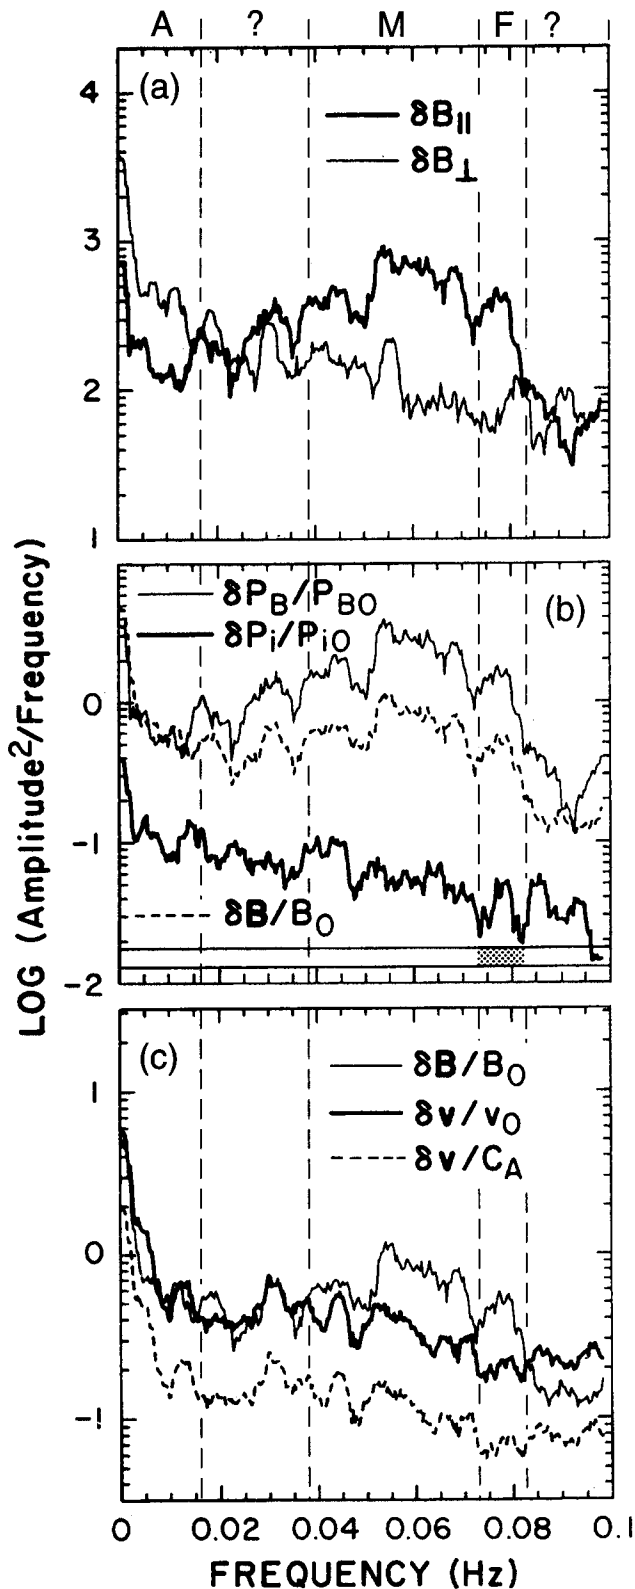 A ? M F ?
(a)
4
δB||
δB⊥
3
2
1
(b)
δPB/PBO
δPi/PiO
0
-1
δB/BO
-2
LOG (Amplitude²/Frequency)
(c)
δB/BO
1
δv/vO
δv/CA
0
-1
0 0.02 0.04 0.06 0.08 0.1
FREQUENCY (Hz)